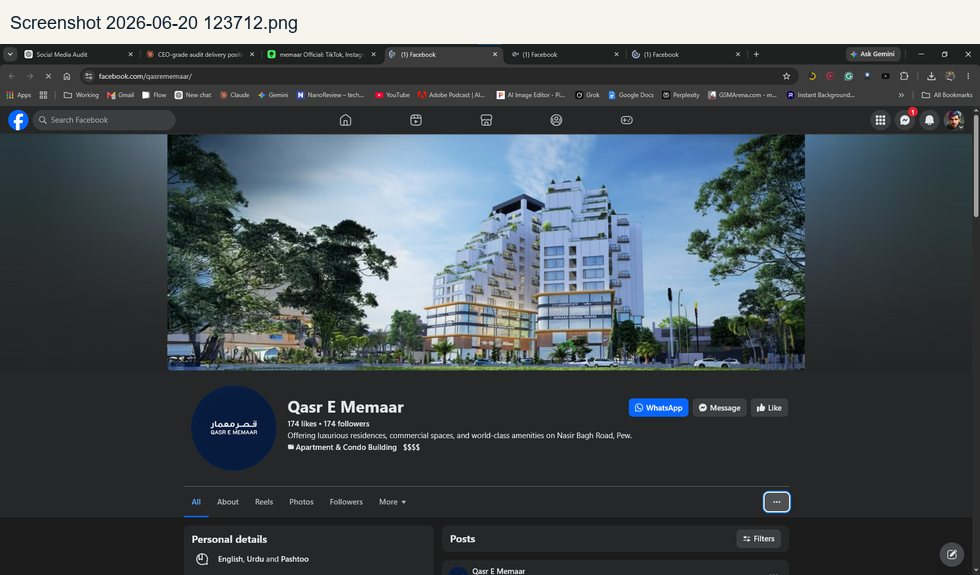 Screenshot 2026-06-20 123712.png
Social Media Audit
CEO-grade audit delivery posi
memaar Official: TikTok, Instag
(1) Facebook
(1) Facebook
(1) Facebook
Ask Gemini
facebook.com/qasrememaar/
Apps
Working
Gmail
Flow
New chat
Claude
Gemini
NanoReview – tech...
YouTube
Adobe Podcast | AI...
AI Image Editor - Pi...
Grok
Google Docs
Perplexity
GSMArena.com - m...
Instant Background...
All Bookmarks
Search Facebook
1
قصر معمار
QASR E MEMAAR
Qasr E Memaar
174 likes • 174 followers
Offering luxurious residences, commercial spaces, and world-class amenities on Nasir Bagh Road, Pew.
Apartment & Condo Building $$$$
WhatsApp
Message
Like
All
About
Reels
Photos
Followers
More
Personal details
English, Urdu and Pashtoo
Posts
Filters
Qasr E Memaar